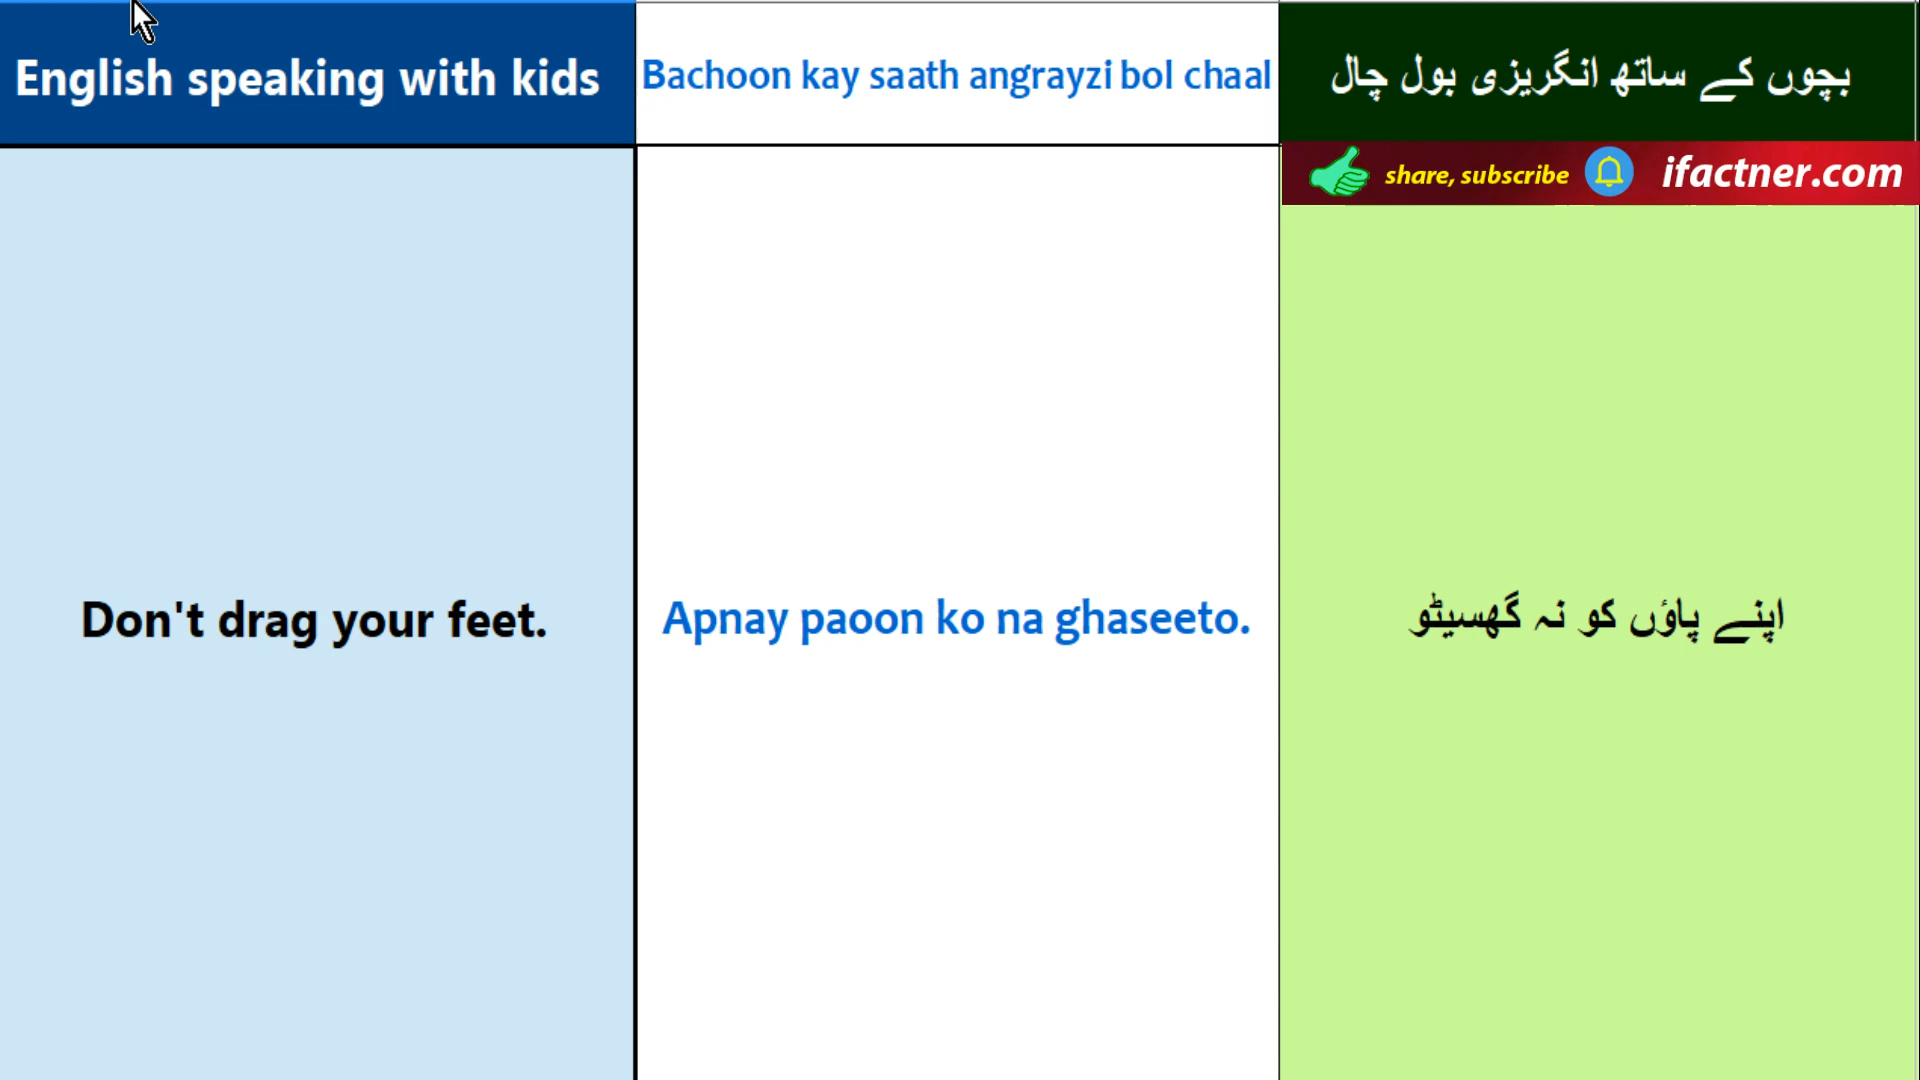 English speaking with kids
Bachoon kay saath angrayzi bol chaal
بچوں کے ساتھ انگریزی بول چال
share, subscribe
ifactner.com
Don't drag your feet.
Apnay paoon ko na ghaseeto.
اپنے پاؤں کو نہ گھسیٹو